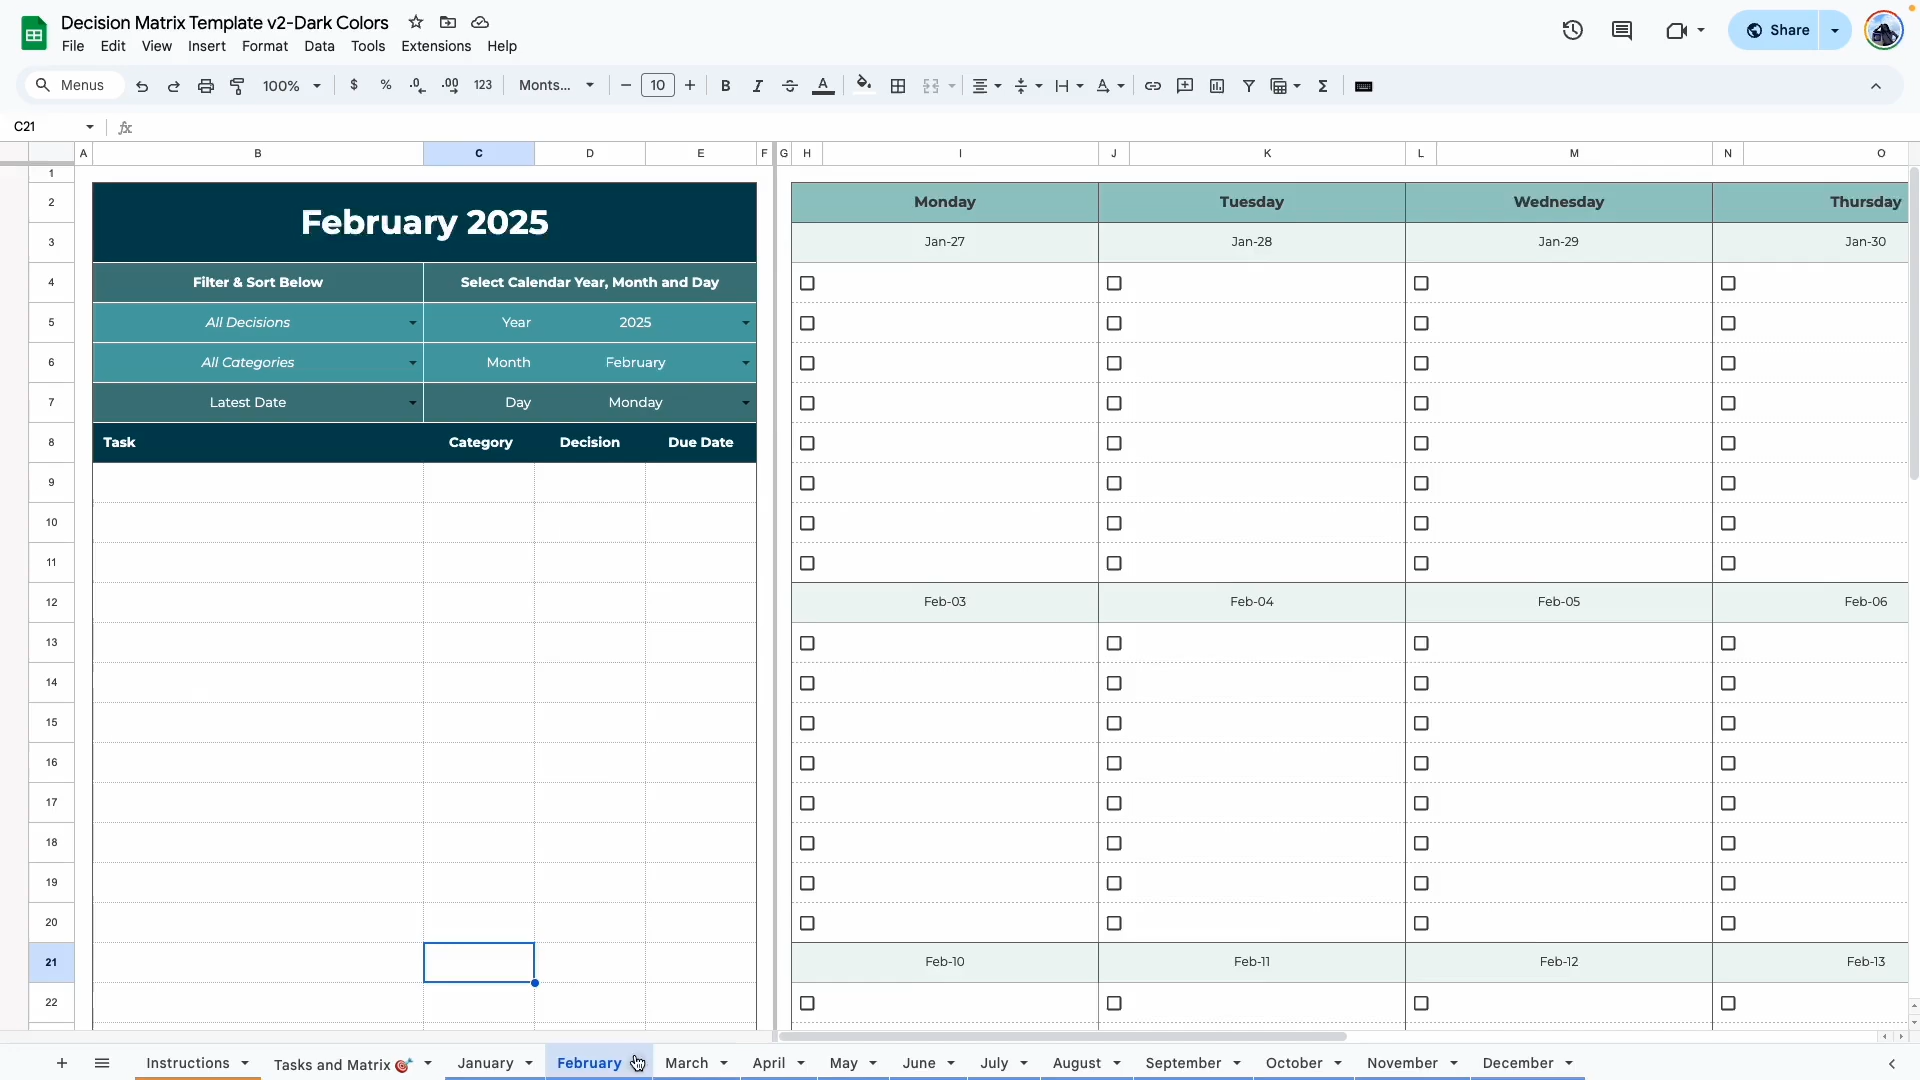 Decision Matrix Template v2-Dark Colors
File Edit View Insert Format Data Tools Extensions Help
Share
Menus 100% $ % .0 .00 123 Monts... 10 B I A
C21 fx
A B C D E F G H I J K L M N O
1
2 February 2025 Monday Tuesday Wednesday Thursday
3 Jan-27 Jan-28 Jan-29 Jan-30
4 Filter & Sort Below Select Calendar Year, Month and Day
5 All Decisions Year 2025
6 All Categories Month February
7 Latest Date Day Monday
8 Task Category Decision Due Date
9
10
11
12 Feb-03 Feb-04 Feb-05 Feb-06
13
14
15
16
17
18
19
20
21 Feb-10 Feb-11 Feb-12 Feb-13
22
Instructions Tasks and Matrix January February March April May June July August September October November December